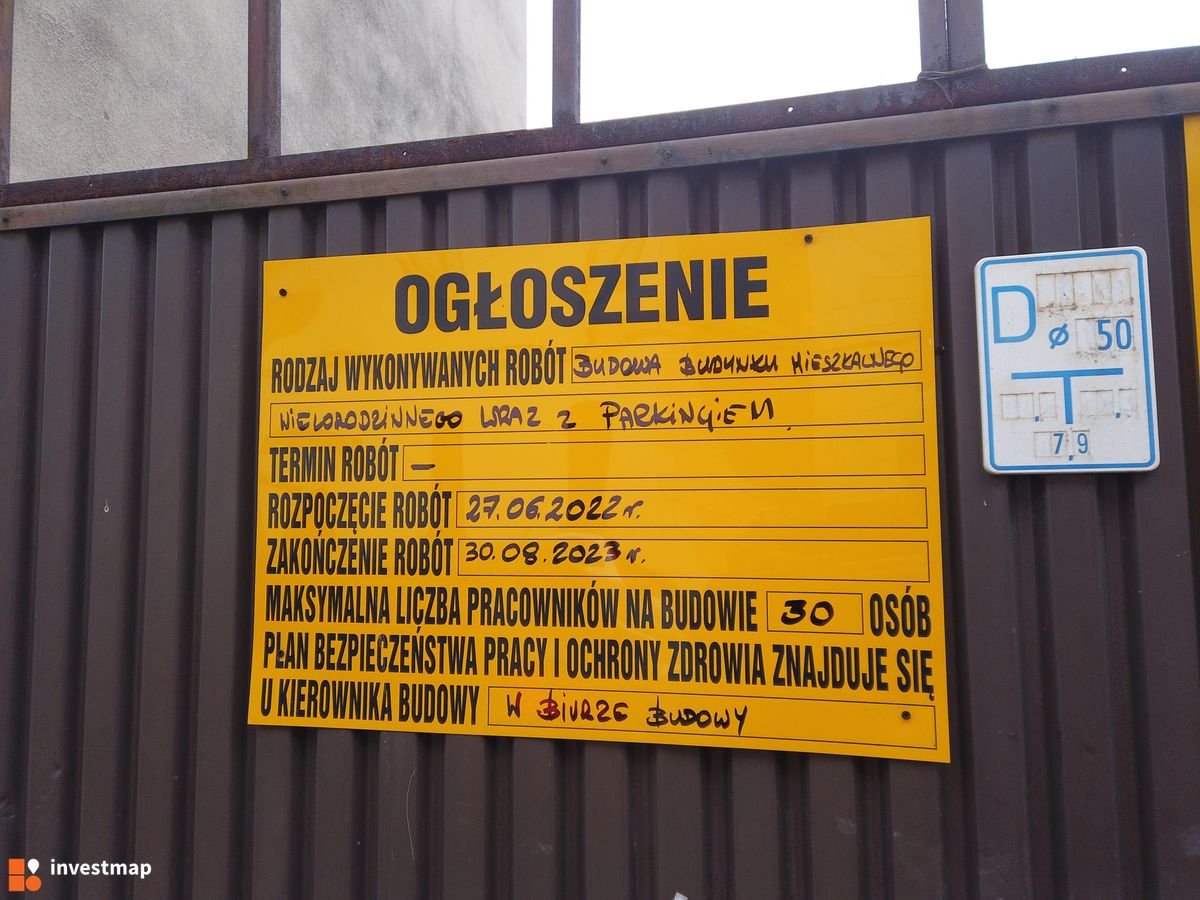 OGŁOSZENIE
RODZAJ WYKONYWANYCH ROBÓT BUDOWA BUDYNKU MIESZKALNEGO
WIELORODZINNEGO WRAZ Z PARKINGIEM
TERMIN ROBÓT —
ROZPOCZĘCIE ROBÓT 27.06.2022 r.
ZAKOŃCZENIE ROBÓT 30.08.2023 r.
MAKSYMALNA LICZBA PRACOWNIKÓW NA BUDOWIE 30 OSÓB
PLAN BEZPIECZEŃSTWA PRACY I OCHRONY ZDROWIA ZNAJDUJE SIĘ
U KIEROWNIKA BUDOWY W BIURZE BUDOWY
D ø 50
7,9
investmap